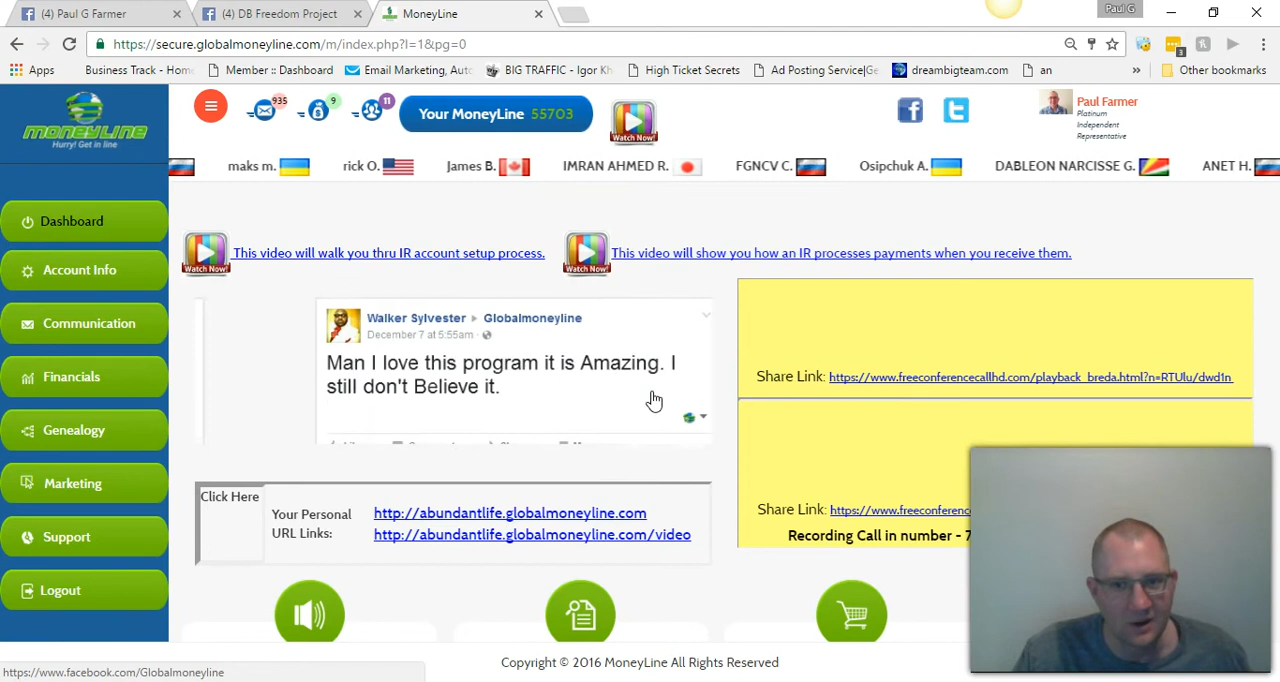 (4) Paul G Farmer
(4) DB Freedom Project
MoneyLine
Paul G
https://secure.globalmoneyline.com/m/index.php?l=1&pg=0
3
Apps
Business Track - Hom
Member :: Dashboard
Email Marketing, Aut
BIG TRAFFIC - Igor Kh
High Ticket Secrets
Ad Posting Service|Ge
dreambigteam.com
an
»
Other bookmarks
MONEYLINE
Hurry! Get in line
935
9
11
Your MoneyLine 55703
Watch Now!
Paul Farmer
Platinum
Independent
Representative
maks m.
rick O.
James B.
IMRAN AHMED R.
FGNCV C.
Osipchuk A.
DABLEON NARCISSE G.
ANET H.
Dashboard
Account Info
Communication
Financials
Genealogy
Marketing
Support
Logout
Watch Now!
This video will walk you thru IR account setup process.
Watch Now!
This video will show you how an IR processes payments when you receive them.
Walker Sylvester ▸ Globalmoneyline
December 7 at 5:55am
Man I love this program it is Amazing. I
still don't Believe it.
Share Link: https://www.freeconferencecallhd.com/playback_breda.html?n=RTUlu/dwd1n
Share Link: https://www.freeconference
Recording Call in number - 7
Click Here
Your Personal
URL Links:
http://abundantlife.globalmoneyline.com
http://abundantlife.globalmoneyline.com/video
Copyright © 2016 MoneyLine All Rights Reserved
https://www.facebook.com/Globalmoneyline